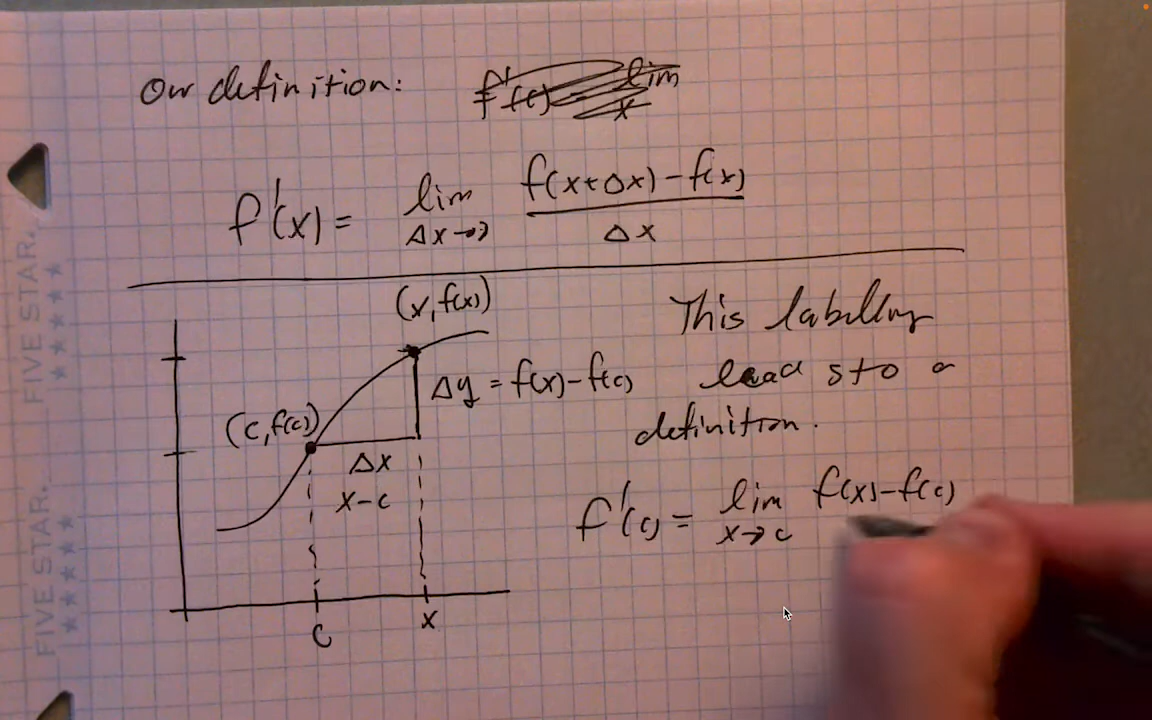 Our definition: f'(c) = lim
x
f'(x) = lim f(x+Δx) - f(x)
Δx→0 Δx
(x, f(x))
This labelling
Δy = f(x) - f(c)
leads to a
(c, f(c))
definition.
Δx
x - c
f'(c) = lim f(x) - f(c)
x→c
c
x
FIVE STAR.
FIVE STAR.